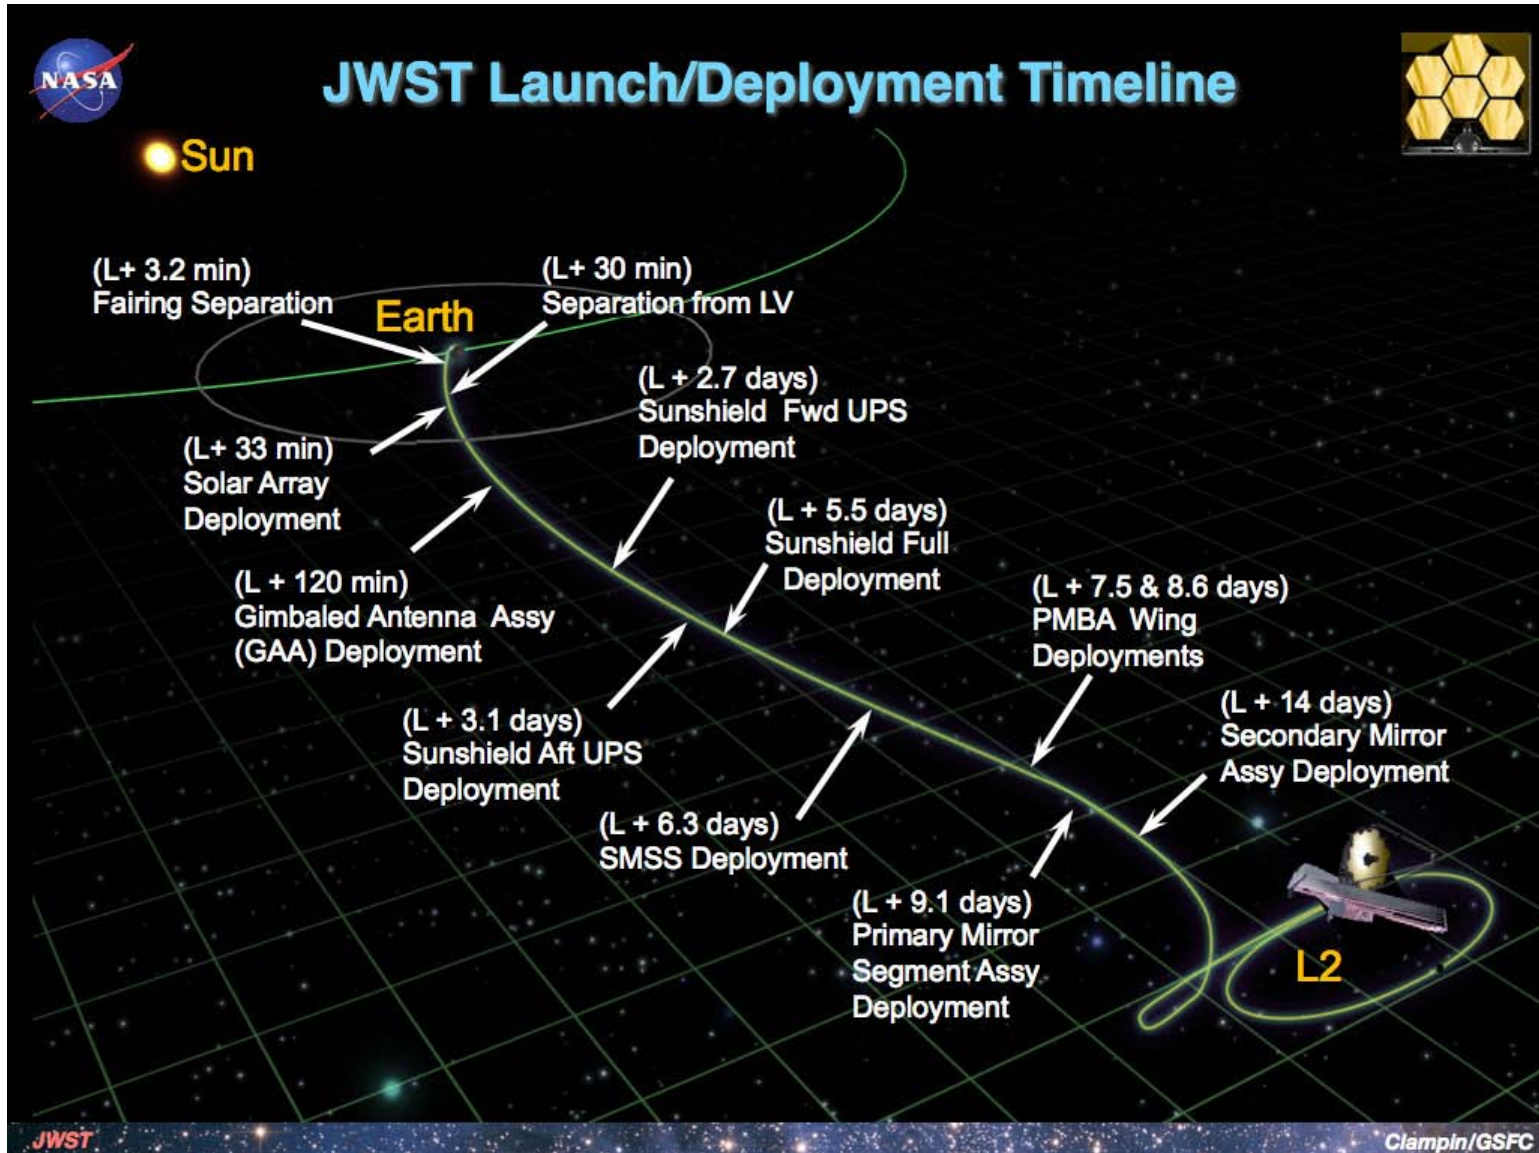 NASA
JWST Launch/Deployment Timeline
Sun
(L+ 3.2 min)
Fairing Separation
Earth
(L+ 30 min)
Separation from LV
(L + 2.7 days)
Sunshield Fwd UPS
Deployment
(L+ 33 min)
Solar Array
Deployment
(L + 5.5 days)
Sunshield Full
Deployment
(L + 120 min)
Gimbaled Antenna Assy
(GAA) Deployment
(L + 7.5 & 8.6 days)
PMBA Wing
Deployments
(L + 3.1 days)
Sunshield Aft UPS
Deployment
(L + 14 days)
Secondary Mirror
Assy Deployment
(L + 6.3 days)
SMSS Deployment
(L + 9.1 days)
Primary Mirror
Segment Assy
Deployment
L2
JWST
Clampin/GSFC